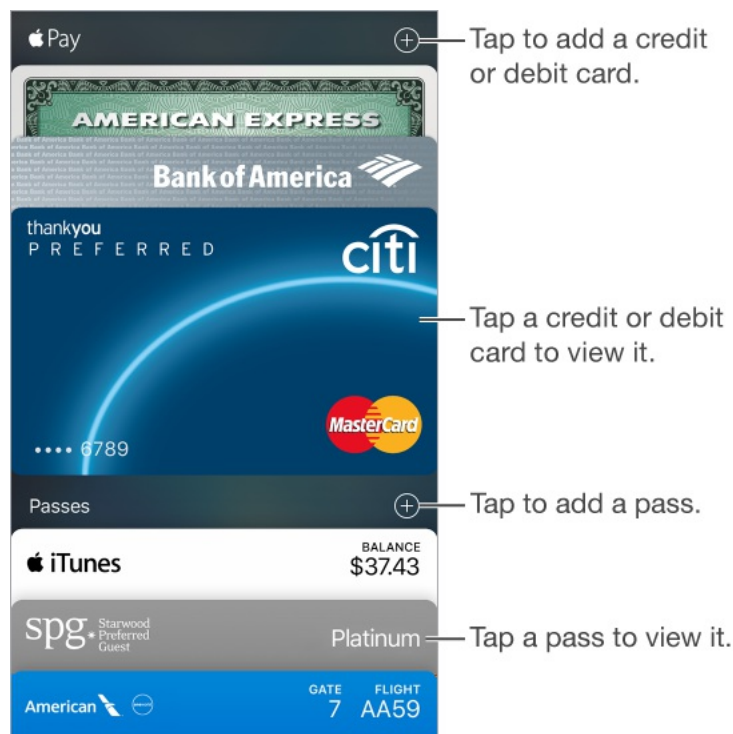 Pay
Tap to add a credit
or debit card.
AMERICAN EXPRESS
Bank of America
thankyou
PREFERRED
citi
Tap a credit or debit
card to view it.
MasterCard
•••• 6789
Passes
Tap to add a pass.
iTunes
BALANCE
$37.43
spg
Starwood
Preferred
Guest
Platinum
Tap a pass to view it.
American
GATE
7
FLIGHT
AA59